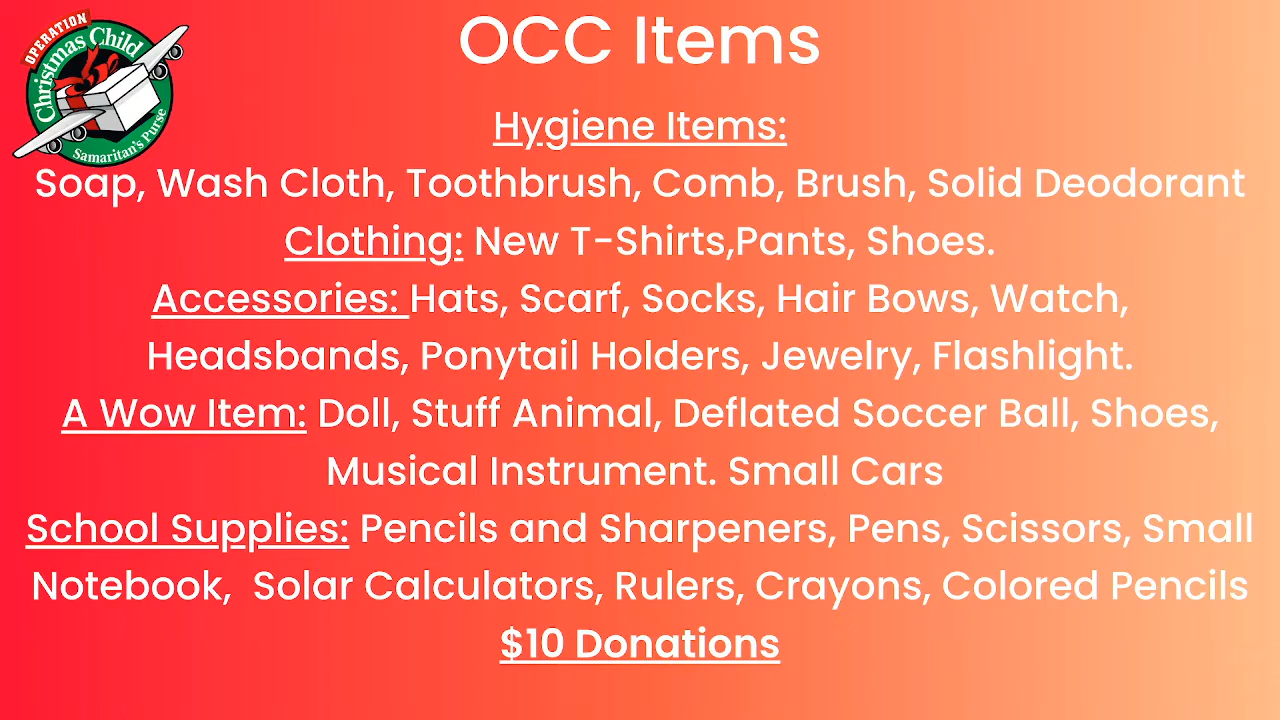 OPERATION
Christmas Child
Samaritan's Purse
OCC Items
Hygiene Items:
Soap, Wash Cloth, Toothbrush, Comb, Brush, Solid Deodorant
Clothing: New T-Shirts,Pants, Shoes.
Accessories: Hats, Scarf, Socks, Hair Bows, Watch,
Headsbands, Ponytail Holders, Jewelry, Flashlight.
A Wow Item: Doll, Stuff Animal, Deflated Soccer Ball, Shoes,
Musical Instrument. Small Cars
School Supplies: Pencils and Sharpeners, Pens, Scissors, Small
Notebook,  Solar Calculators, Rulers, Crayons, Colored Pencils
$10 Donations